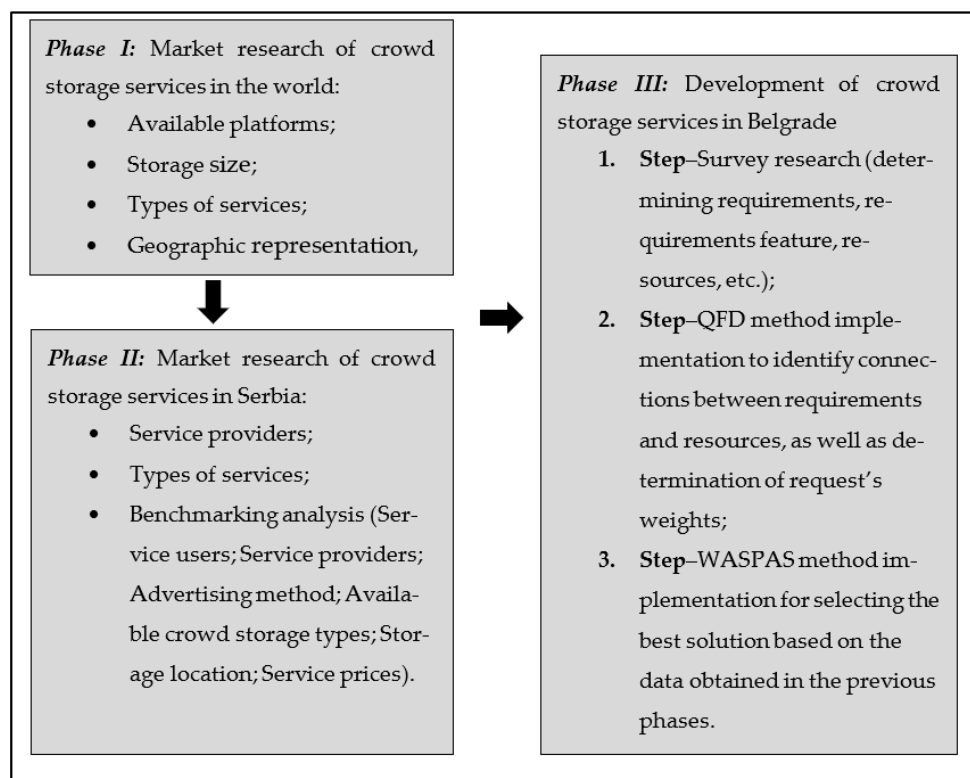 Phase I: Market research of crowd
storage services in the world:
• Available platforms;
• Storage size;
• Types of services;
• Geographic representation,
Phase II: Market research of crowd
storage services in Serbia:
• Service providers;
• Types of services;
• Benchmarking analysis (Ser-
vice users; Service providers;
Advertising method; Availa-
ble crowd storage types; Stor-
age location; Service prices).
Phase III: Development of crowd
storage services in Belgrade
1. Step–Survey research (deter-
mining requirements, re-
quirements feature, re-
sources, etc.);
2. Step–QFD method imple-
mentation to identify connec-
tions between requirements
and resources, as well as de-
termination of request’s
weights;
3. Step–WASPAS method im-
plementation for selecting the
best solution based on the
data obtained in the previous
phases.